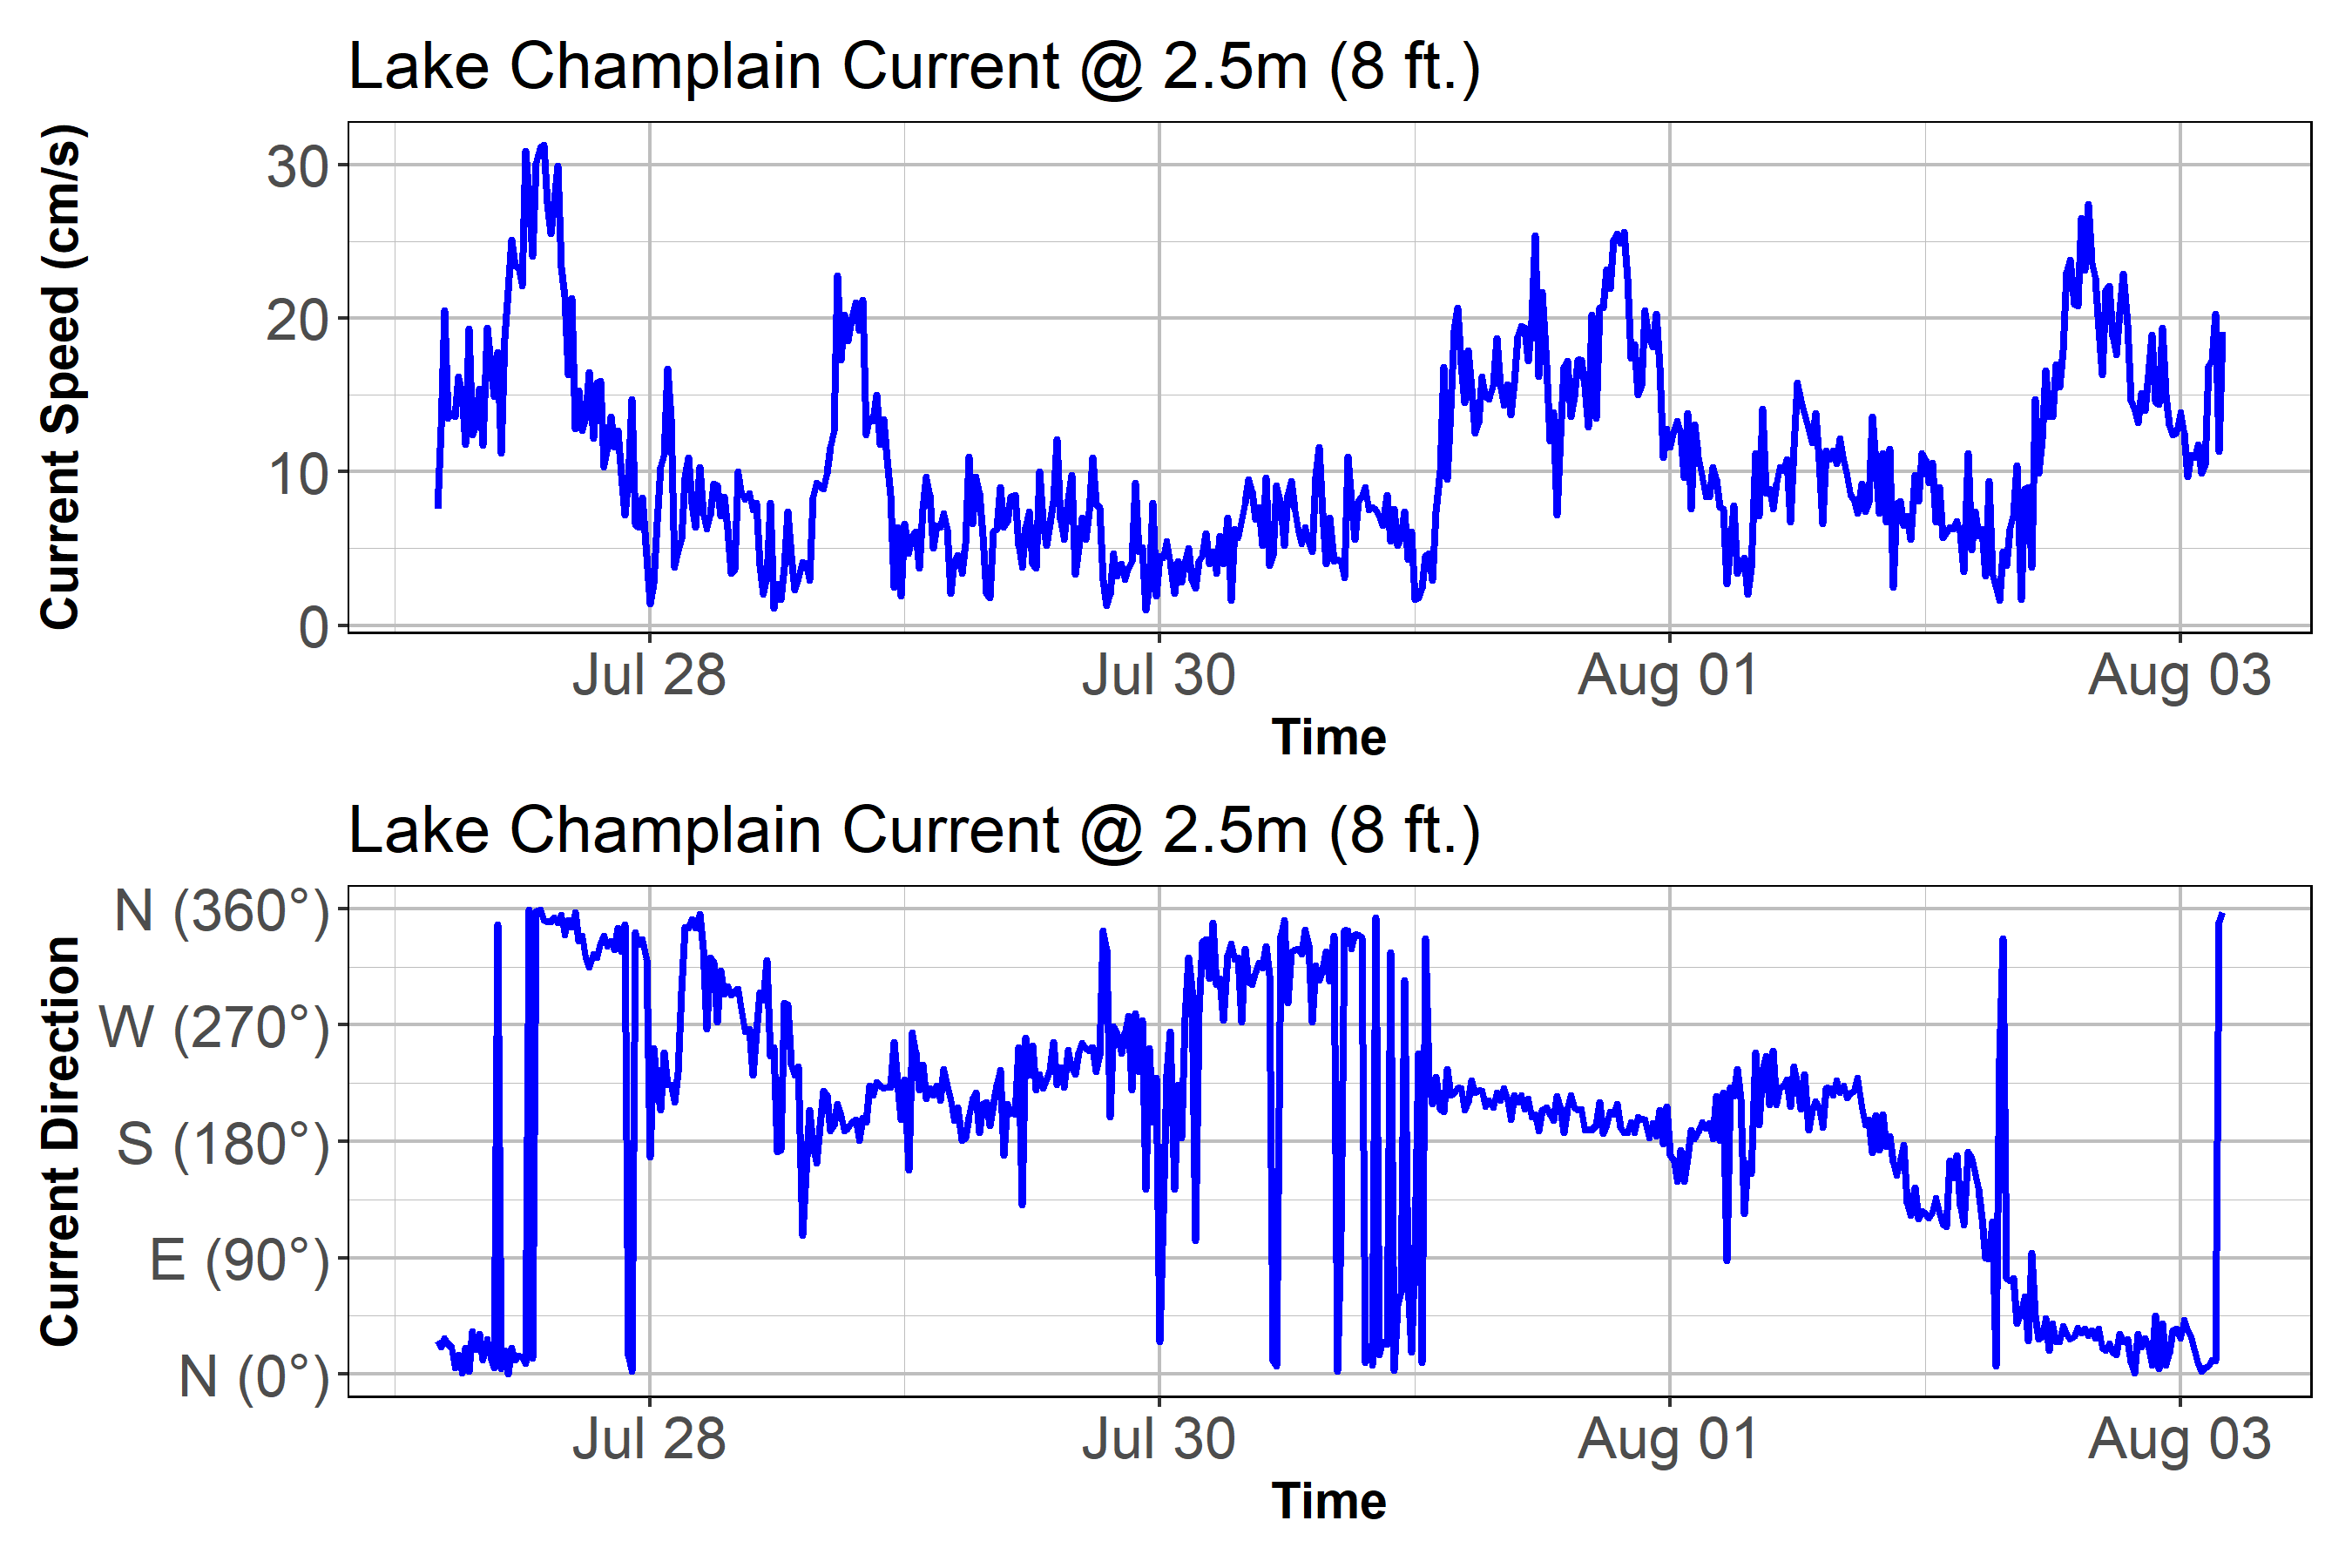 Lake Champlain Current @ 2.5m (8 ft.)
Current Speed (cm/s)
30
20
10
0
Jul 28
Jul 30
Aug 01
Aug 03
Time
Lake Champlain Current @ 2.5m (8 ft.)
Current Direction
N (360°)
W (270°)
S (180°)
E (90°)
N (0°)
Jul 28
Jul 30
Aug 01
Aug 03
Time